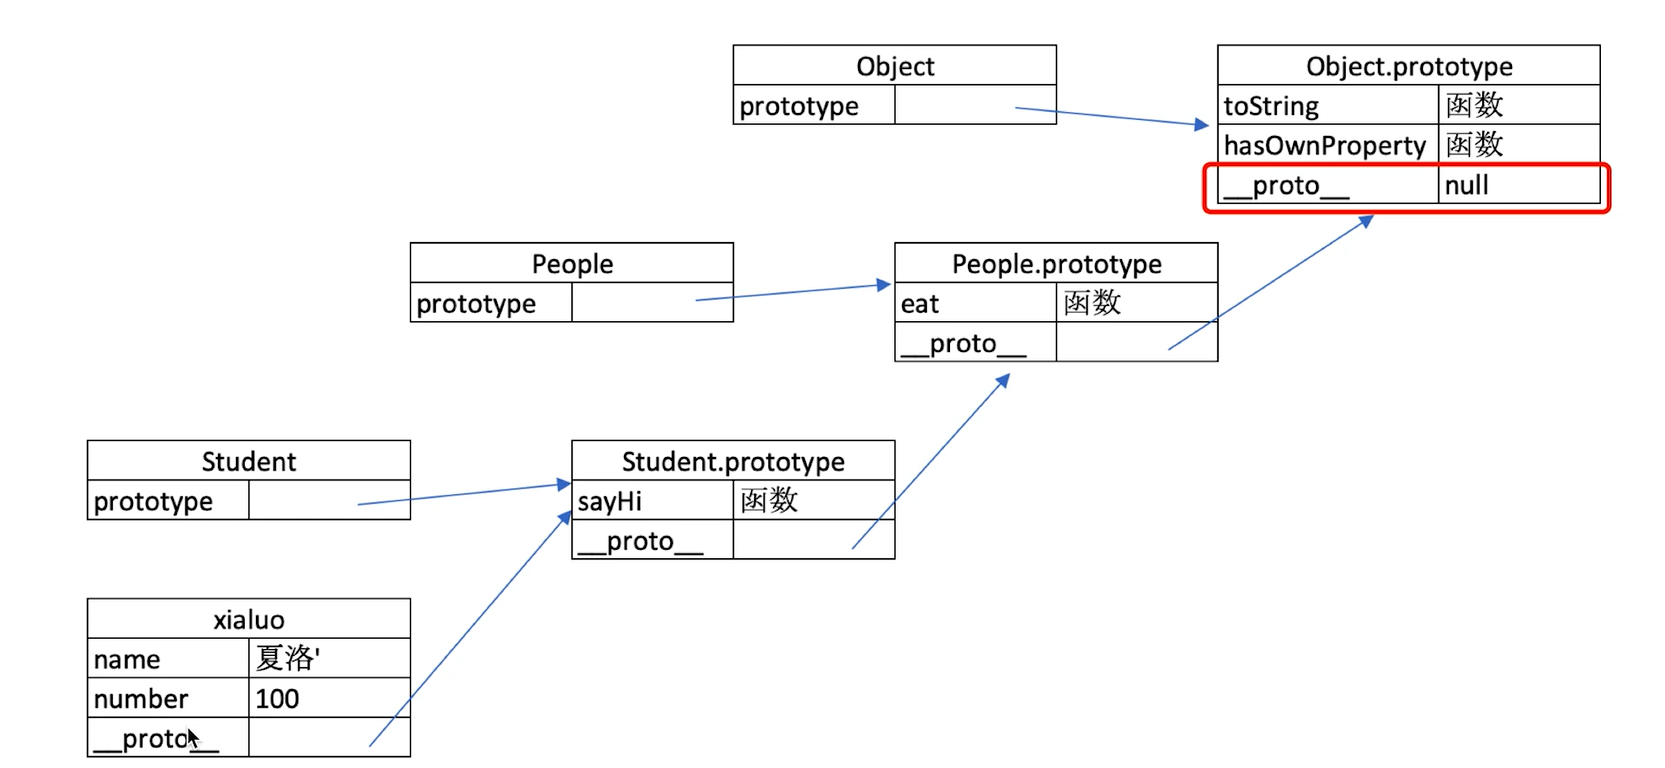 Object
prototype
Object.prototype
toString 函数
hasOwnProperty 函数
__proto__ null
People
prototype
People.prototype
eat 函数
__proto__
Student
prototype
Student.prototype
sayHi 函数
__proto__
xialuo
name 夏洛'
number 100
__proto__